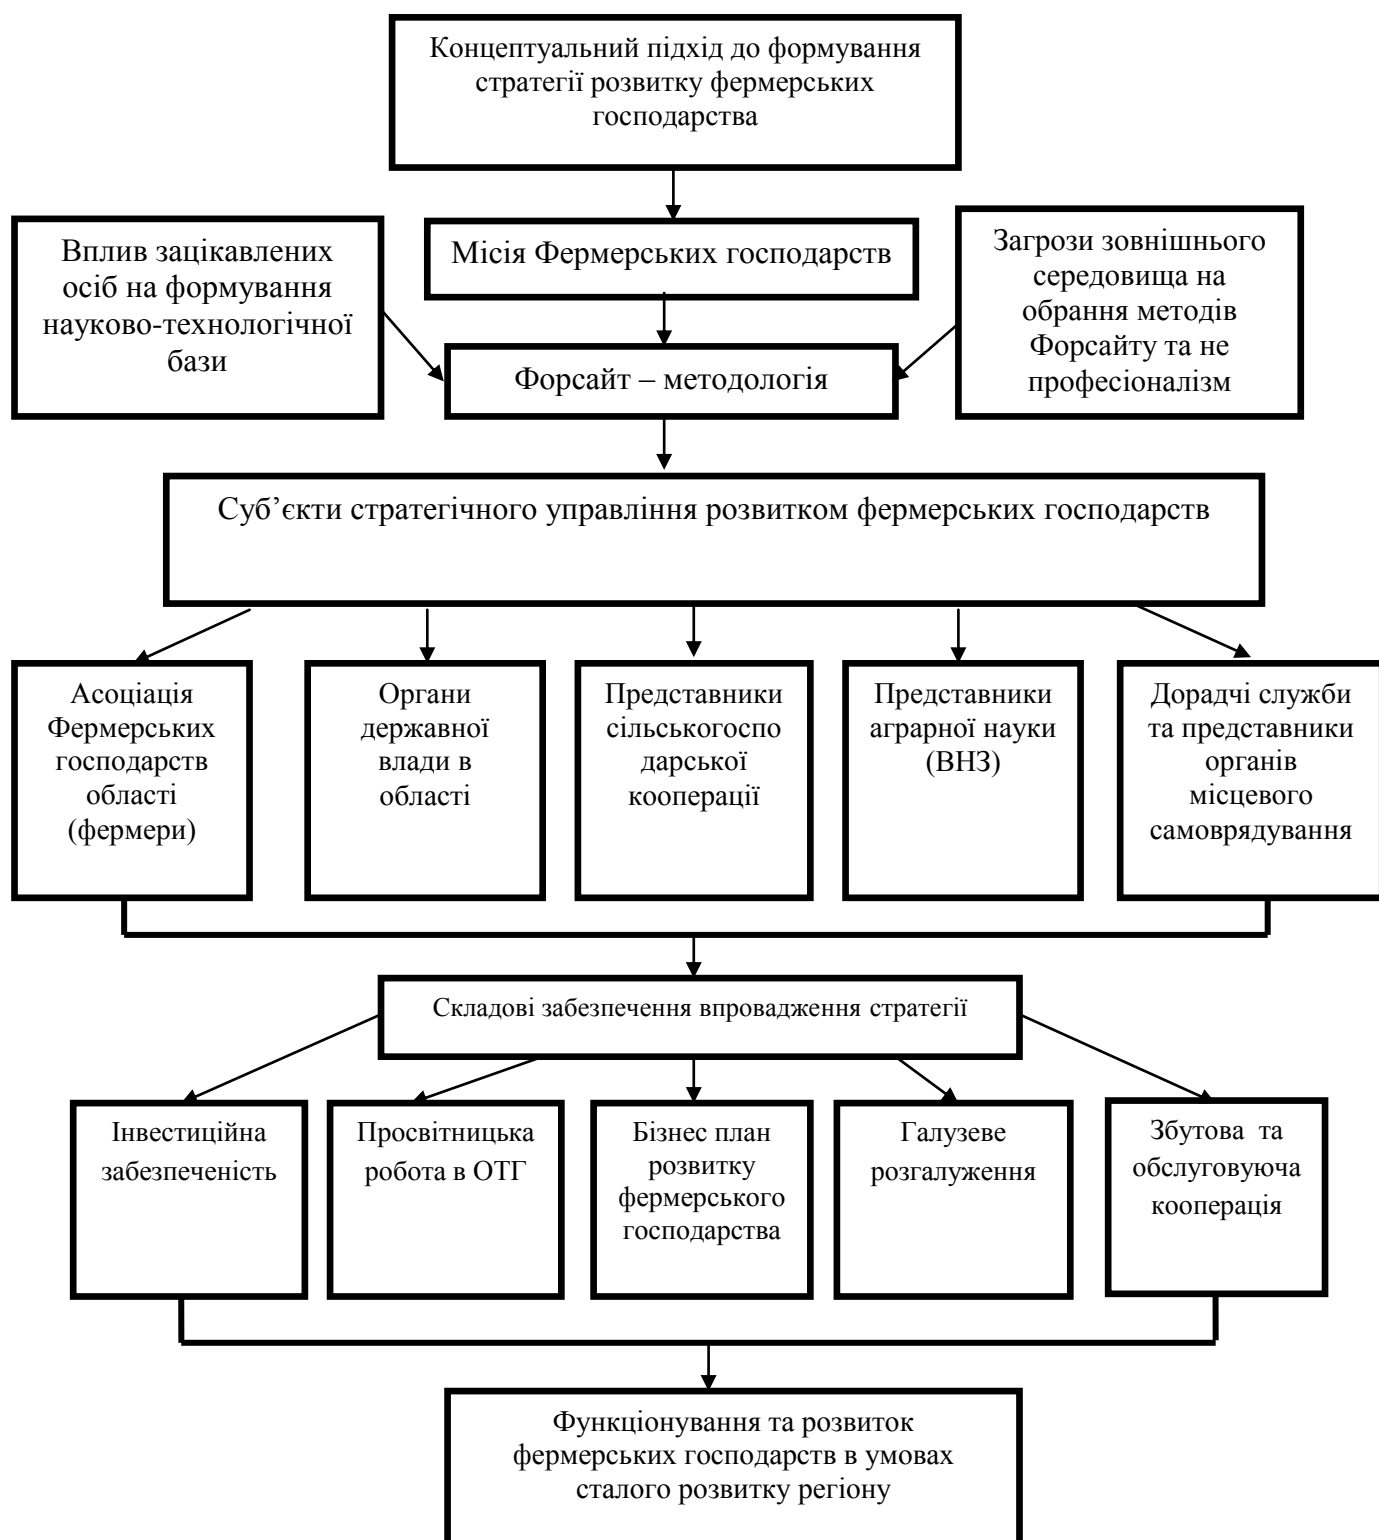 Концептуальний підхід до формування
стратегії розвитку фермерських
господарства
Місія Фермерських господарств
Вплив зацікавлених
осіб на формування
науково-технологічної
бази
Загрози зовнішнього
середовища на
обрання методів
Форсайту та не
професіоналізм
Форсайт – методологія
Суб’єкти стратегічного управління розвитком фермерських господарств
Асоціація
Фермерських
господарств
області
(фермери)
Органи
державної
влади в
області
Представники
сільськогоспо
дарської
кооперації
Представники
аграрної науки
(ВНЗ)
Дорадчі служби
та представники
органів
місцевого
самоврядування
Складові забезпечення впровадження стратегії
Інвестиційна
забезпеченість
Просвітницька
робота в ОТГ
Бізнес план
розвитку
фермерського
господарства
Галузеве
розгалуження
Збутова та
обслуговуюча
кооперація
Функціонування та розвиток
фермерських господарств в умовах
сталого розвитку регіону